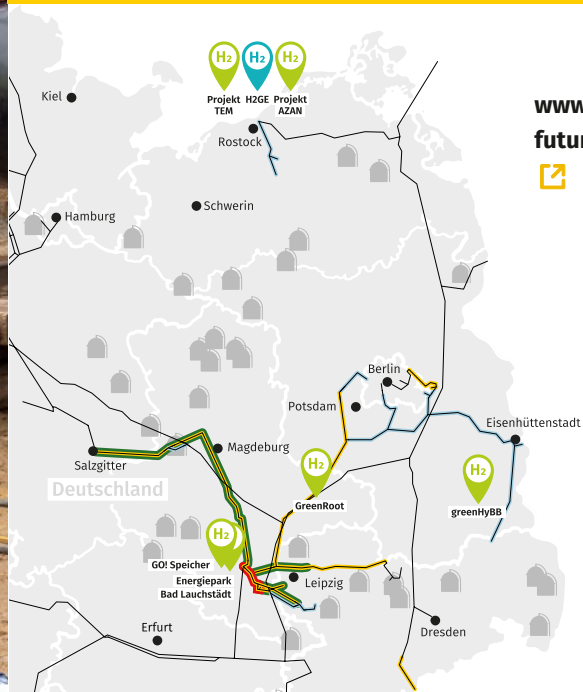 H₂ H₂ H₂
Projekt TEM
H2GE
Projekt AZAN
Kiel
Rostock
www
futur
Schwerin
Hamburg
Berlin
Potsdam
Eisenhüttenstadt
Magdeburg
Salzgitter
H₂
H₂
Deutschland
GreenRoot
greenHyBB
H₂
GO! Speicher
Energiepark
Bad Lauchstädt
Leipzig
Erfurt
Dresden